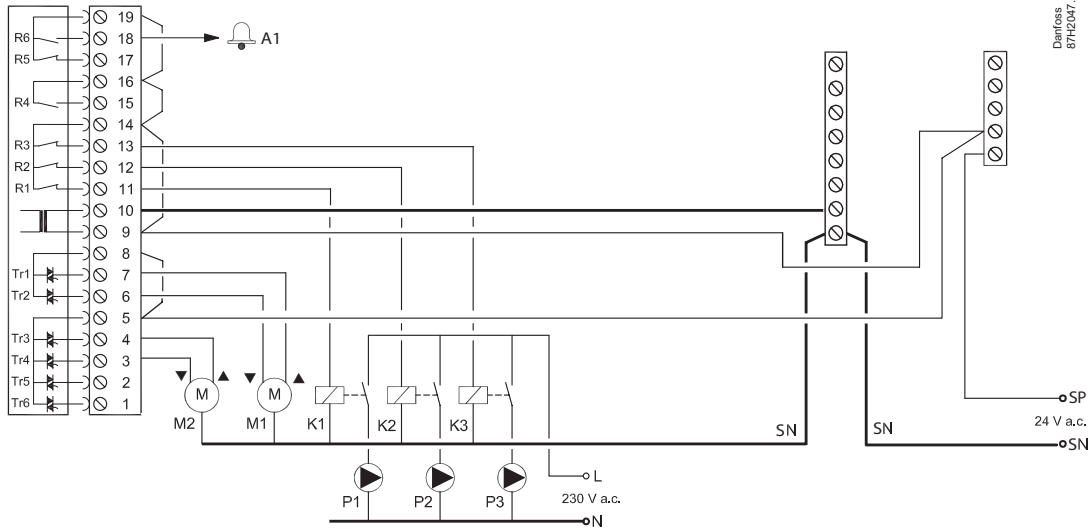 Danfoss
87H2047.
R6
R5
R4
R3
R2
R1
Tr1
Tr2
Tr3
Tr4
Tr5
Tr6
19
18
17
16
15
14
13
12
11
10
9
8
7
6
5
4
3
2
1
A1
M
M
M2
M1
K1
K2
K3
SN
SN
SP
24 V a.c.
SN
P1
P2
P3
L
230 V a.c.
N